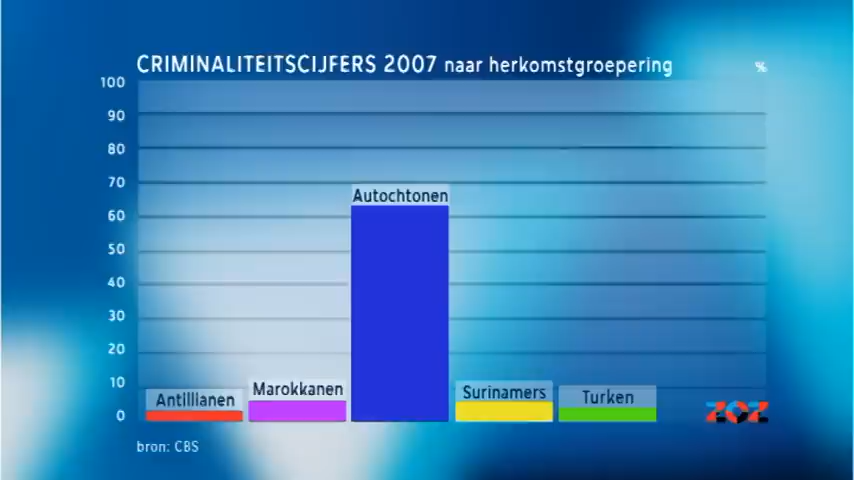 CRIMINALITEITSCIJFERS 2007 naar herkomstgroepering %
100
90
80
70
60
50
40
30
20
10
0
Autochtonen
Antillianen
Marokkanen
Surinamers
Turken
ZOZ
bron: CBS